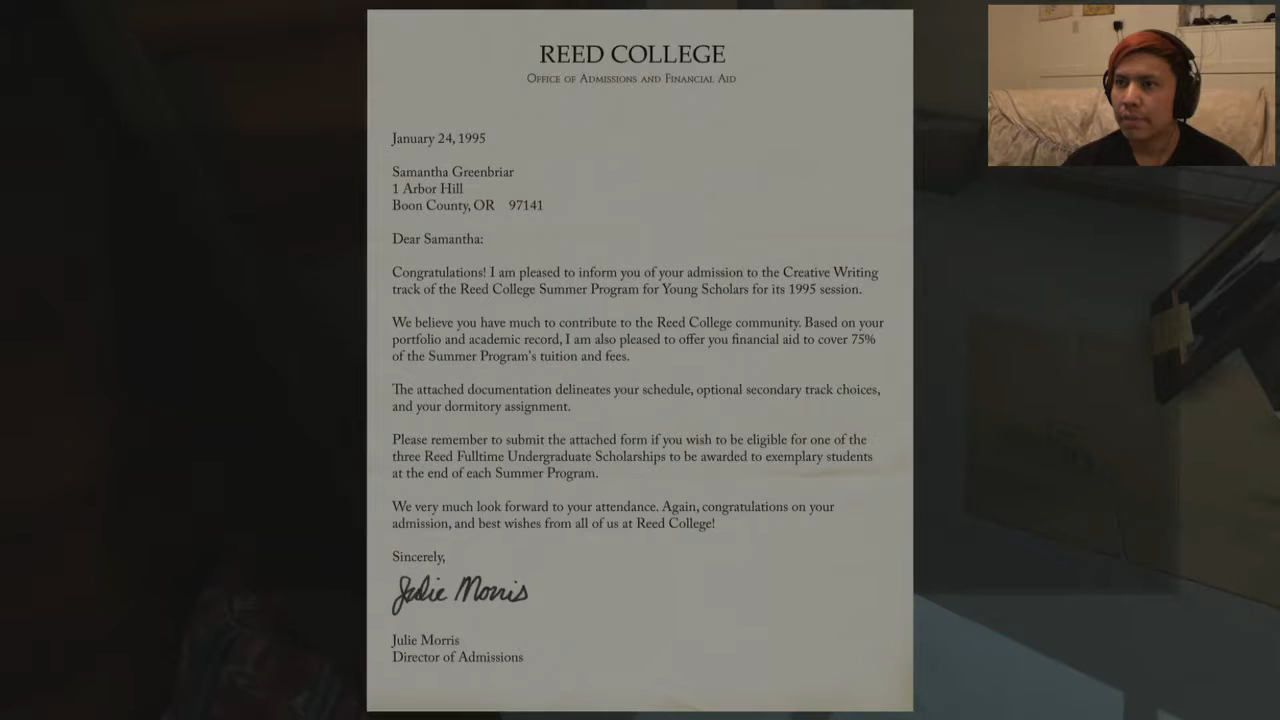 REED COLLEGE
Office of Admissions and Financial Aid
January 24, 1995
Samantha Greenbriar
1 Arbor Hill
Boon County, OR 97141
Dear Samantha:
Congratulations! I am pleased to inform you of your admission to the Creative Writing
track of the Reed College Summer Program for Young Scholars for its 1995 session.
We believe you have much to contribute to the Reed College community. Based on your
portfolio and academic record, I am also pleased to offer you financial aid to cover 75%
of the Summer Program's tuition and fees.
The attached documentation delineates your schedule, optional secondary track choices,
and your dormitory assignment.
Please remember to submit the attached form if you wish to be eligible for one of the
three Reed Fulltime Undergraduate Scholarships to be awarded to exemplary students
at the end of each Summer Program.
We very much look forward to your attendance. Again, congratulations on your
admission, and best wishes from all of us at Reed College!
Sincerely,
Julie Morris
Julie Morris
Director of Admissions